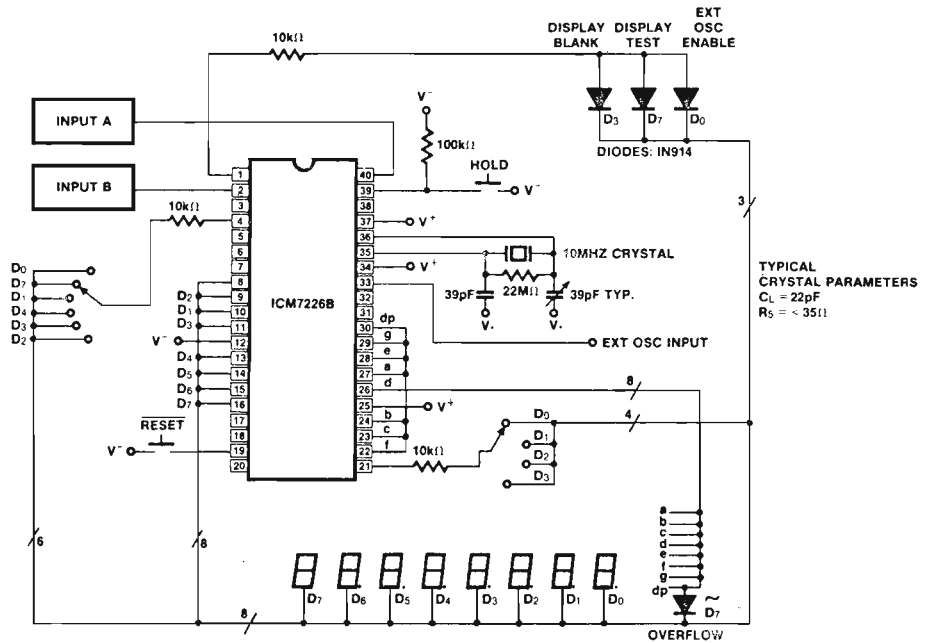 DISPLAY BLANK
DISPLAY TEST
EXT OSC ENABLE
10kΩ
D3
D7
D0
DIODES: IN914
INPUT A
INPUT B
V-
100kΩ
HOLD
V-
10kΩ
1
2
3
4
5
6
7
8
9
10
11
12
13
14
15
16
17
18
19
20
40
39
38
37
36
35
34
33
32
31
30
29
28
27
26
25
24
23
22
21
ICM7226B
V+
V+
10MHZ CRYSTAL
39pF
22MΩ
39pF TYP.
3
TYPICAL
CRYSTAL PARAMETERS
CL = 22pF
RS = < 35Ω
D0
D7
D1
D4
D3
D2
D2
D1
D3
V-
D4
D5
D6
D7
dp
g
e
a
d
b
c
f
EXT OSC INPUT
V+
8
4
RESET
V-
10kΩ
D0
D1
D2
D3
6
8
8
a
b
c
d
e
f
g
dp
D7
D6
D5
D4
D3
D2
D1
D0
D7
OVERFLOW